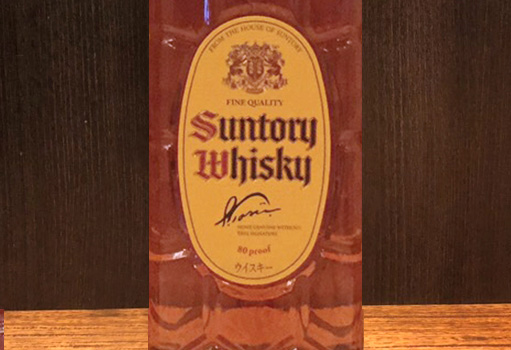 FROM THE HOUSE OF SUNTORY
FINE QUALITY
Suntory
Whisky
80 proof
ウイスキー